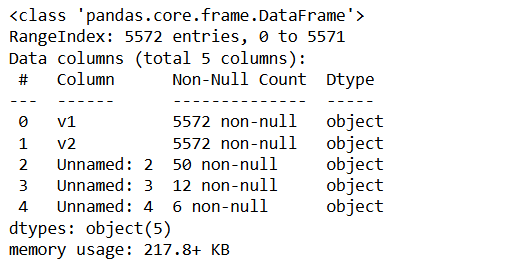 <class 'pandas.core.frame.DataFrame'>
RangeIndex: 5572 entries, 0 to 5571
Data columns (total 5 columns):
 #   Column      Non-Null Count  Dtype
---  ------      --------------  -----
 0   v1          5572 non-null   object
 1   v2          5572 non-null   object
 2   Unnamed: 2  50 non-null     object
 3   Unnamed: 3  12 non-null     object
 4   Unnamed: 4  6 non-null      object
dtypes: object(5)
memory usage: 217.8+ KB